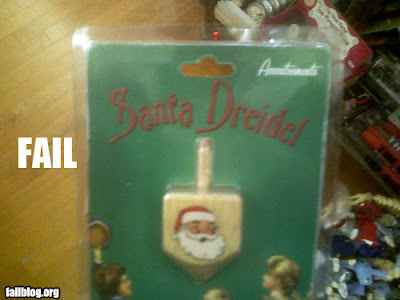 Accoutrements
Santa Dreidel
FAIL
failblog.org